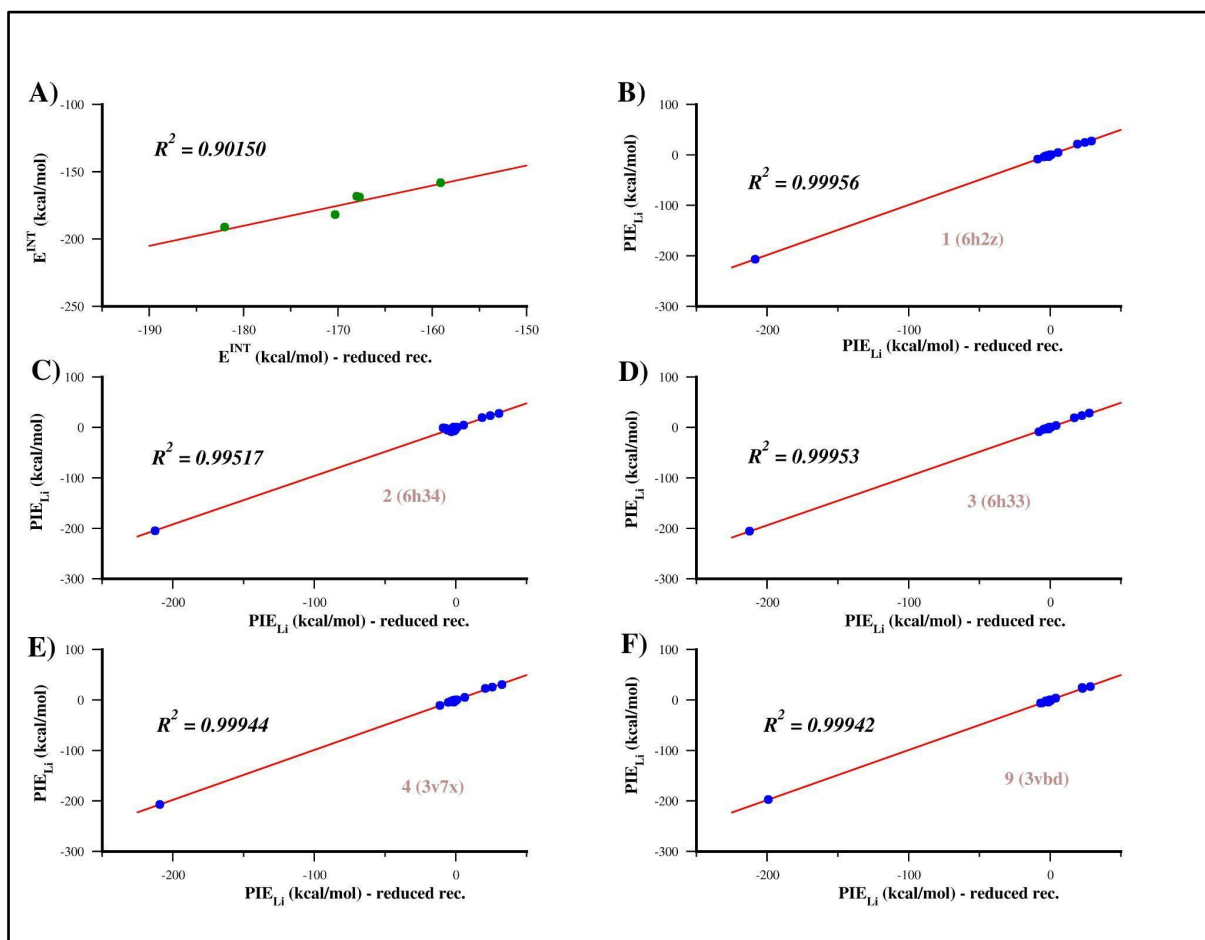 A)
E^INT (kcal/mol)
-100
-150
-200
-250
R^2 = 0.90150
-190
-180
-170
-160
-150
E^INT (kcal/mol) - reduced rec.
B)
PIE_Li (kcal/mol)
100
0
-100
-200
-300
R^2 = 0.99956
1 (6h2z)
-200
-100
0
PIE_Li (kcal/mol) - reduced rec.
C)
PIE_Li (kcal/mol)
100
0
-100
-200
-300
R^2 = 0.99517
2 (6h34)
-200
-100
0
PIE_Li (kcal/mol) - reduced rec.
D)
PIE_Li (kcal/mol)
100
0
-100
-200
-300
R^2 = 0.99953
3 (6h33)
-200
-100
0
PIE_Li (kcal/mol) - reduced rec.
E)
PIE_Li (kcal/mol)
100
0
-100
-200
-300
R^2 = 0.99944
4 (3v7x)
-200
-100
0
PIE_Li (kcal/mol) - reduced rec.
F)
PIE_Li (kcal/mol)
100
0
-100
-200
-300
R^2 = 0.99942
9 (3vbd)
-200
-100
0
PIE_Li (kcal/mol) - reduced rec.